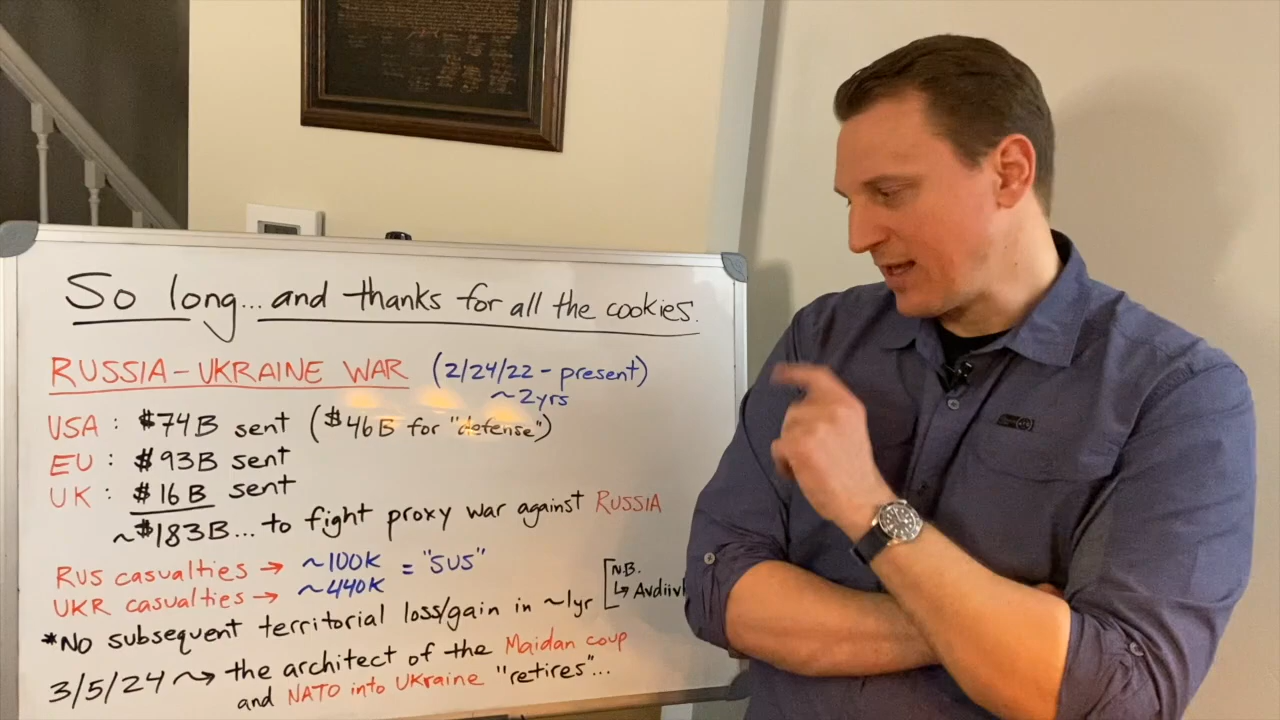 So long... and thanks for all the cookies.
RUSSIA-UKRAINE WAR (2/24/22 - present)
~2yrs
USA : $74B sent ($46B for "defense")
EU : $93B sent
UK : $16B sent
~$183B... to fight proxy war against RUSSIA
RUS casualties → ~100K = "SUS"
UKR casualties → ~440K
[N.B.
↳ Avdiivk
*No subsequent territorial loss/gain in ~1yr
3/5/24 ⇝ the architect of the Maidan coup
and NATO into UKraine "retires"...